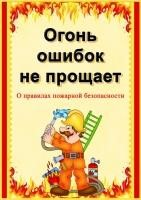 Огонь
ошибок
не прощает
О правилах пожарной безопасности